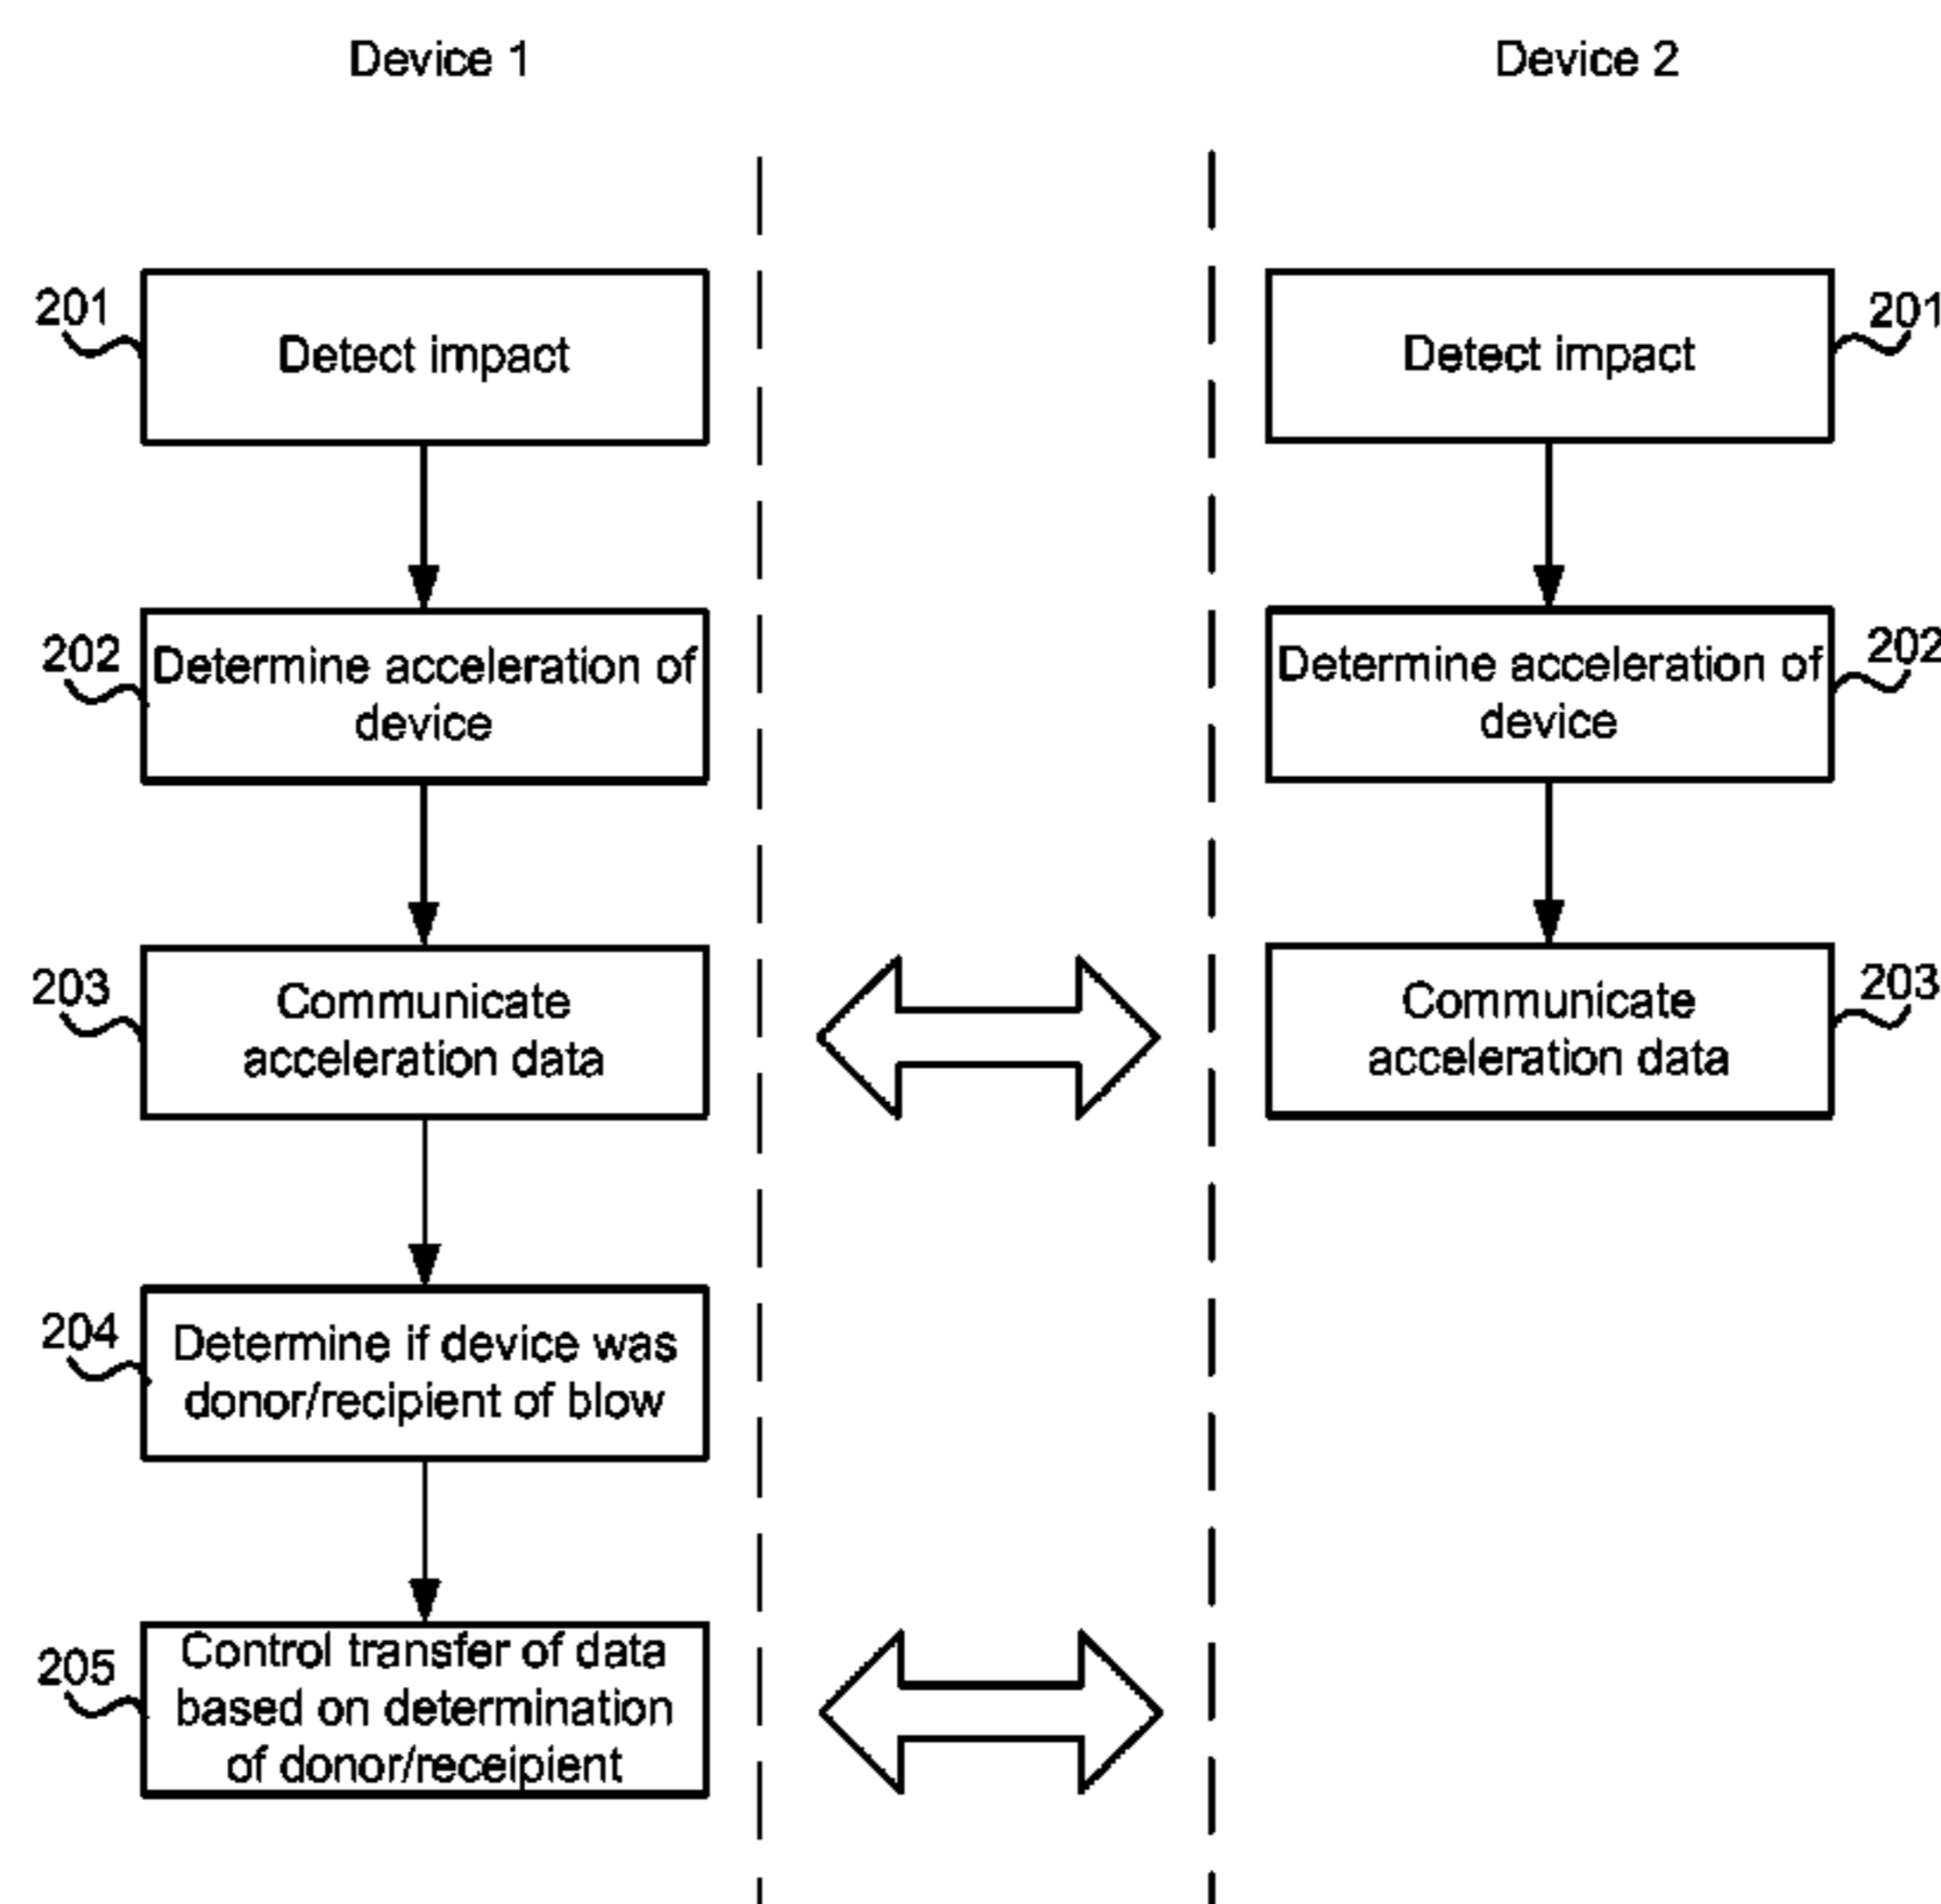 Device 1
Device 2
201
Detect impact
Detect impact
201
202
Determine acceleration of
device
Determine acceleration of
device
202
203
Communicate
acceleration data
Communicate
acceleration data
203
204
Determine if device was
donor/recipient of blow
205
Control transfer of data
based on determination
of donor/receipient